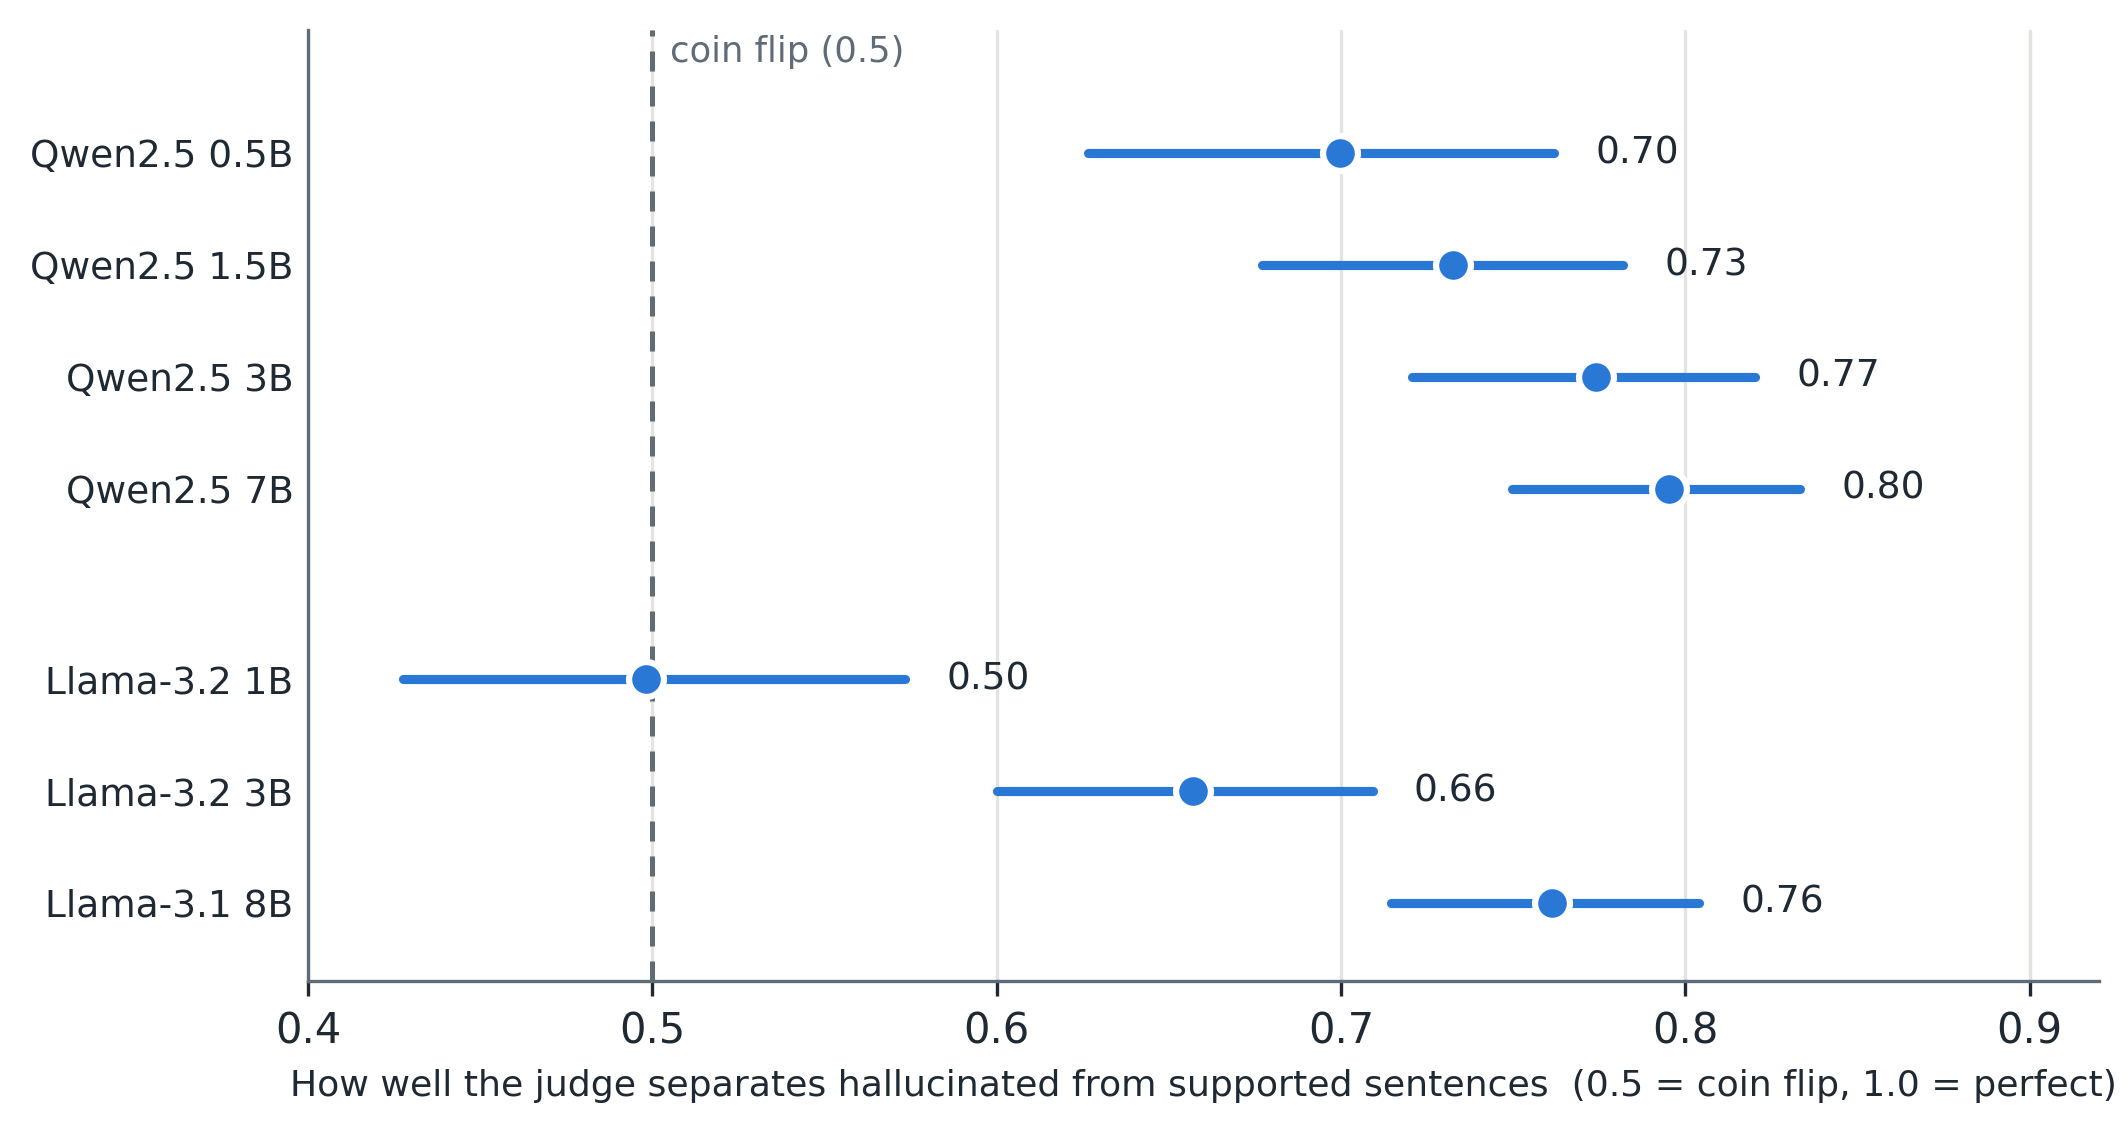 coin flip (0.5)
Qwen2.5 0.5B 0.70
Qwen2.5 1.5B 0.73
Qwen2.5 3B 0.77
Qwen2.5 7B 0.80
Llama-3.2 1B 0.50
Llama-3.2 3B 0.66
Llama-3.1 8B 0.76
0.4 0.5 0.6 0.7 0.8 0.9
How well the judge separates hallucinated from supported sentences (0.5 = coin flip, 1.0 = perfect)